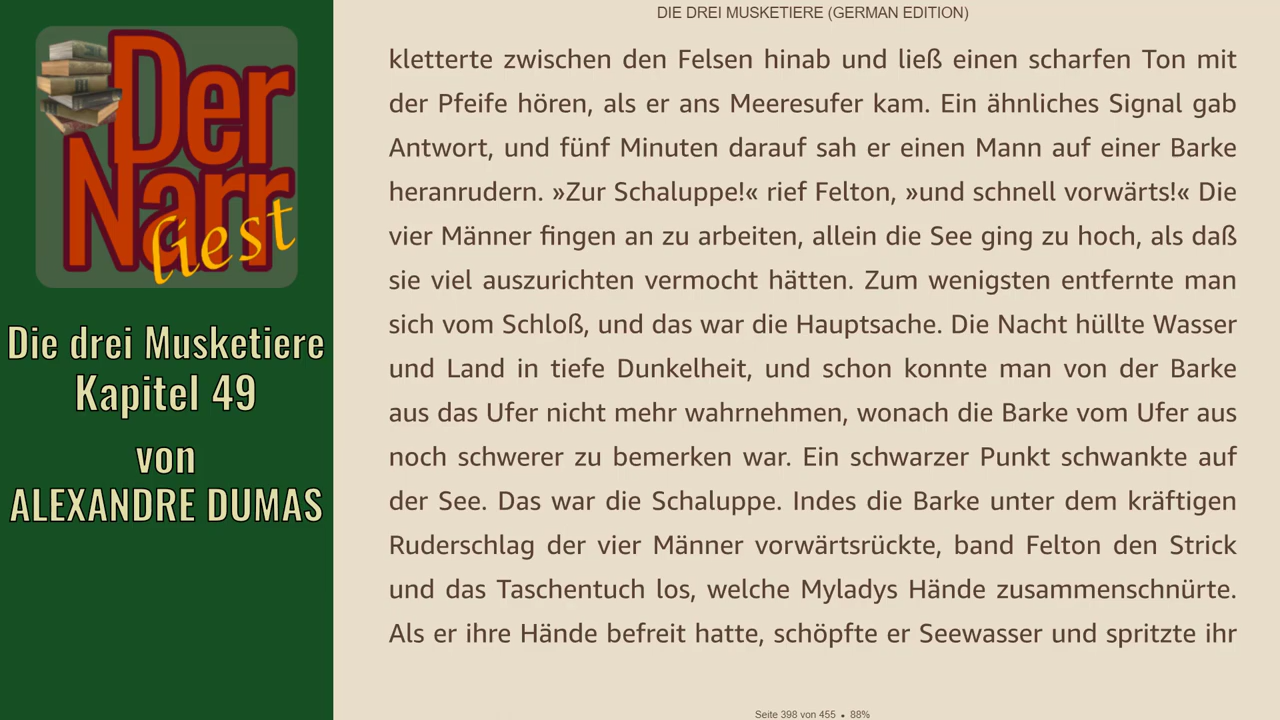 Der
Narr
liest
Die drei Musketiere
Kapitel 49
von
ALEXANDRE DUMAS
DIE DREI MUSKETIERE (GERMAN EDITION)
kletterte zwischen den Felsen hinab und ließ einen scharfen Ton mit
der Pfeife hören, als er ans Meeresufer kam. Ein ähnliches Signal gab
Antwort, und fünf Minuten darauf sah er einen Mann auf einer Barke
heranrudern. »Zur Schaluppe!« rief Felton, »und schnell vorwärts!« Die
vier Männer fingen an zu arbeiten, allein die See ging zu hoch, als daß
sie viel auszurichten vermocht hätten. Zum wenigsten entfernte man
sich vom Schloß, und das war die Hauptsache. Die Nacht hüllte Wasser
und Land in tiefe Dunkelheit, und schon konnte man von der Barke
aus das Ufer nicht mehr wahrnehmen, wonach die Barke vom Ufer aus
noch schwerer zu bemerken war. Ein schwarzer Punkt schwankte auf
der See. Das war die Schaluppe. Indes die Barke unter dem kräftigen
Ruderschlag der vier Männer vorwärtsrückte, band Felton den Strick
und das Taschentuch los, welche Myladys Hände zusammenschnürte.
Als er ihre Hände befreit hatte, schöpfte er Seewasser und spritzte ihr
Seite 398 von 455 • 88%